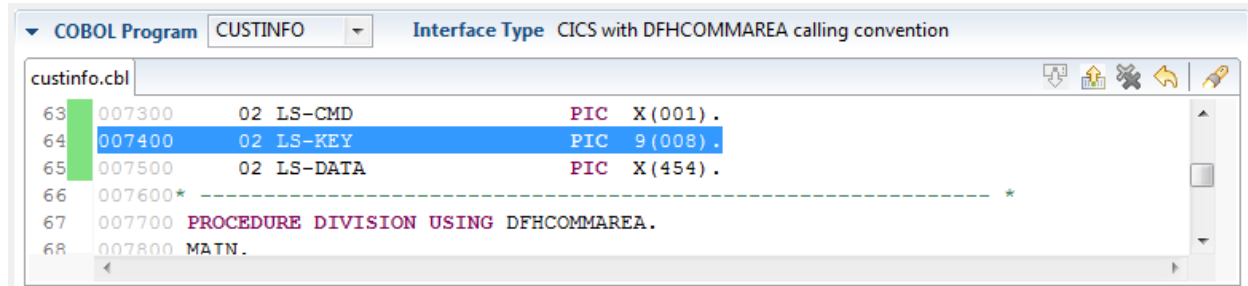 COBOL Program CUSTINFO Interface Type CICS with DFHCOMMAREA calling convention
custinfo.cbl
63 007300 02 LS-CMD PIC X(001).
64 007400 02 LS-KEY PIC 9(008).
65 007500 02 LS-DATA PIC X(454).
66 007600* -------------------------------------------------------------- *
67 007700 PROCEDURE DIVISION USING DFHCOMMAREA.
68 007800 MAIN.